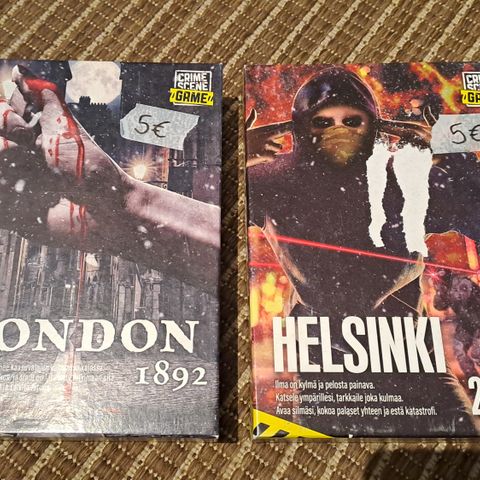 CRIME
SCENE
GAME
5€
ONDON
1892
CRIME
SCENE
GAME
5€
HELSINKI
2
Ilma on kylmä ja pelosta painava.
Katsele ympärillesi, tarkkaile joka kulmaa.
Avaa silmäsi, kokoa palaset yhteen ja estä katastrofi.